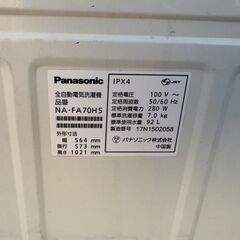 Panasonic
全自動電気洗濯機
品番
NA-FA70H5
外形寸法
幅 564 mm
奥行 573 mm
高さ 1021 mm
IPX4
JET
定格電圧 100 V ~
定格周波数 50/60 Hz
定格消費電力 280 W
標準洗濯容量 7.0 kg
標準使用水量 92 L
製造番号 17N1502058
パナソニック株式会社
中国製